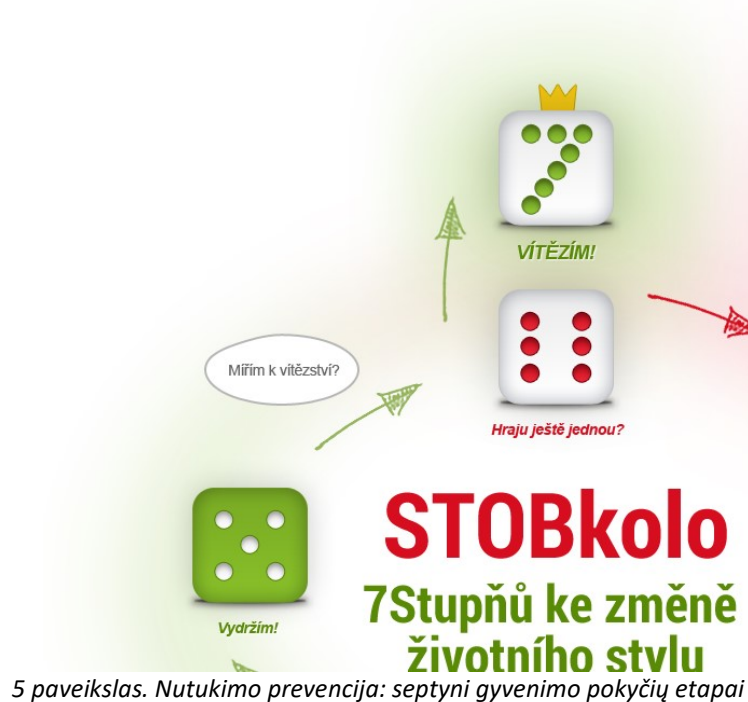 VÍTĚZÍM!
Mířím k vítězství?
Hraju ještě jednou?
STOBkolo
7Stupňů ke změně
životního stylu
Vydržím!
5 paveikslas. Nutukimo prevencija: septyni gyvenimo pokyčių etapai